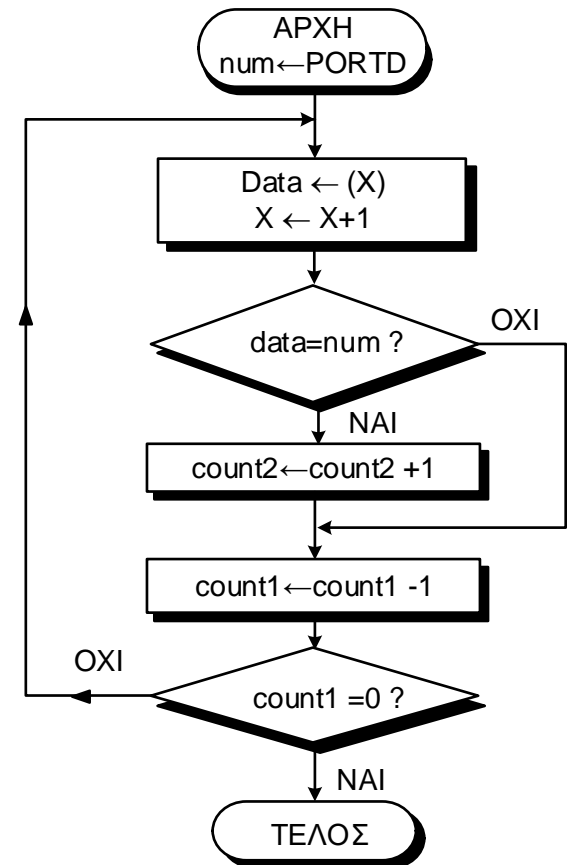 ΑΡΧΗ
num←PORTD
Data ← (X)
X ← X+1
data=num ?
ΟΧΙ
ΝΑΙ
count2←count2 +1
count1←count1 -1
ΟΧΙ
count1 =0 ?
ΝΑΙ
ΤΕΛΟΣ